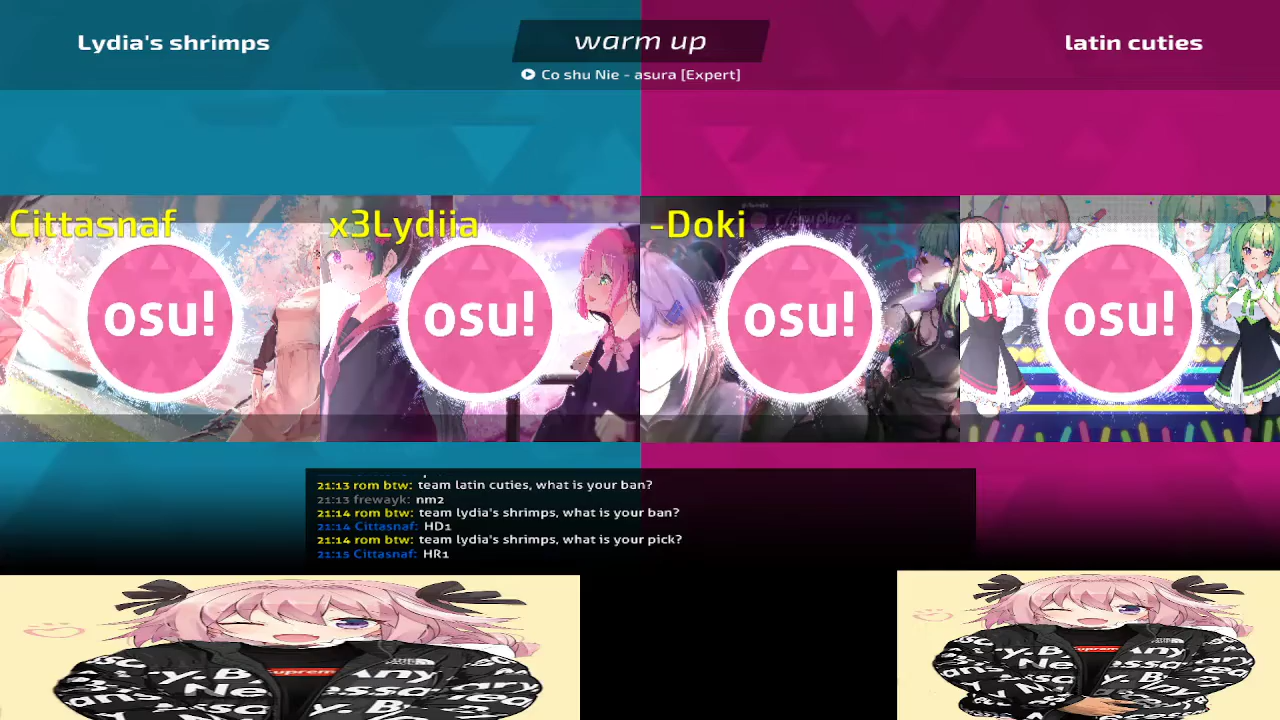 Lydia's shrimps
warm up
latin cuties
Co shu Nie - asura [Expert]
Cittasnaf
x3Lydiia
-Doki
r/osuplace
osu!
osu!
osu!
osu!
21:13 rom btw: team latin cuties, what is your ban?
21:13 frewayk: nm2
21:14 rom btw: team lydia's shrimps, what is your ban?
21:14 Cittasnaf: HD1
21:14 rom btw: team lydia's shrimps, what is your pick?
21:15 Cittasnaf: HR1